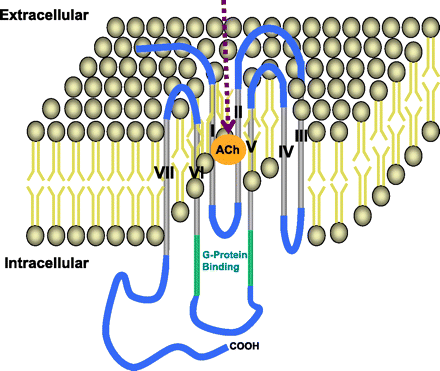 Extracellular
II
I
III
ACh
V
IV
VII
VI
G-Protein
Binding
Intracellular
COOH